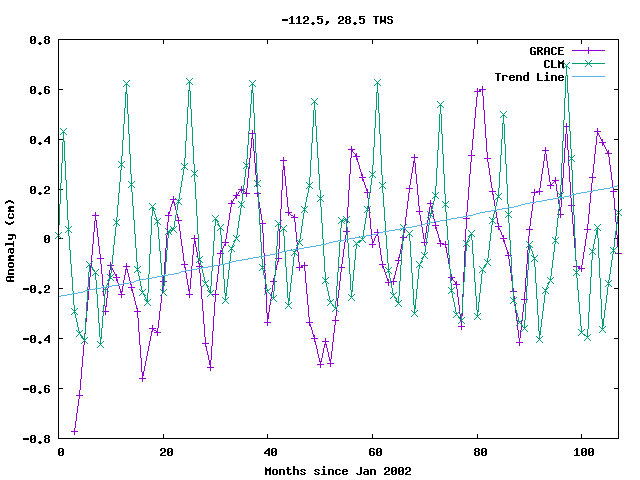 -112.5, 28.5 TWS
GRACE
CLM
Trend Line
0.8
0.6
0.4
0.2
0
-0.2
-0.4
-0.6
-0.8
Anomaly (cm)
0 20 40 60 80 100
Months since Jan 2002